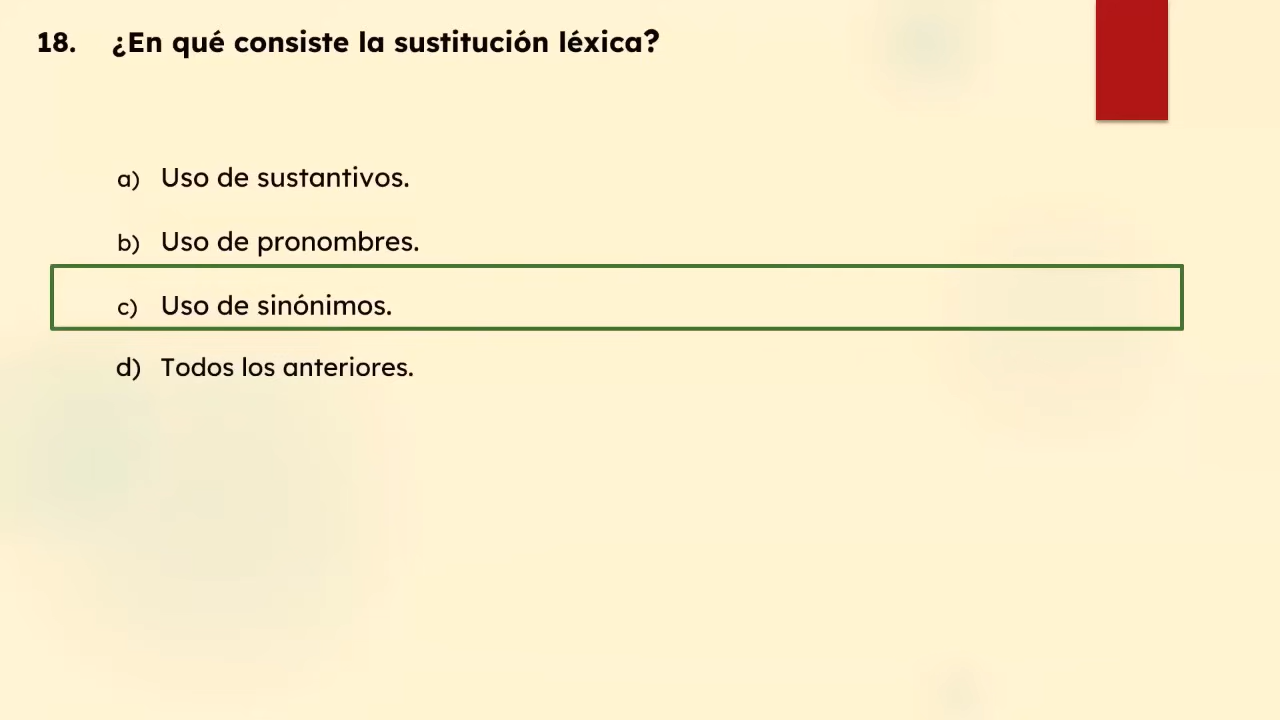 18. ¿En qué consiste la sustitución léxica?
a) Uso de sustantivos.
b) Uso de pronombres.
c) Uso de sinónimos.
d) Todos los anteriores.